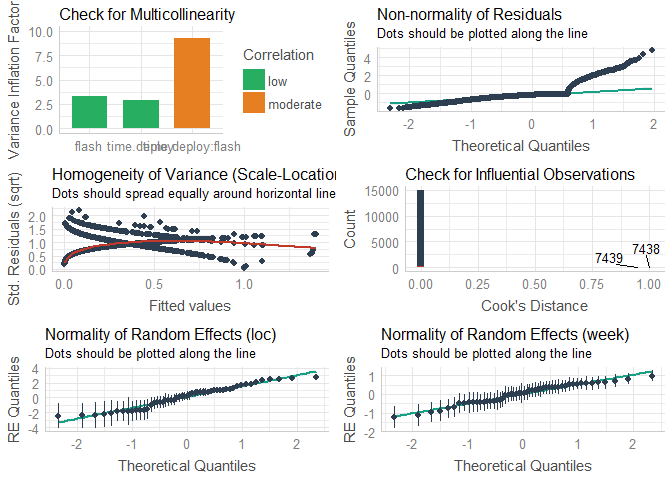 Check for Multicollinearity
Variance Inflation Factor
10.0
7.5
5.0
2.5
0.0
flash
Correlation
low
moderate
Non-normality of Residuals
Dots should be plotted along the line
Sample Quantiles
4
2
0
-2
-1
0
1
2
Theoretical Quantiles
Homogeneity of Variance (Scale-Location
Dots should spread equally around horizontal line
Std. Residuals (sqrt)
2.0
1.5
1.0
0.5
0.0
0.0
0.5
1.0
Fitted values
Check for Influential Observations
Count
15000
10000
5000
0
7439
7438
0.00
0.25
0.50
0.75
1.00
Cook's Distance
Normality of Random Effects (loc)
Dots should be plotted along the line
RE Quantiles
4
2
0
-2
-4
-2
-1
0
1
2
Theoretical Quantiles
Normality of Random Effects (week)
Dots should be plotted along the line
RE Quantiles
1
0
-1
-2
-2
-1
0
1
2
Theoretical Quantiles